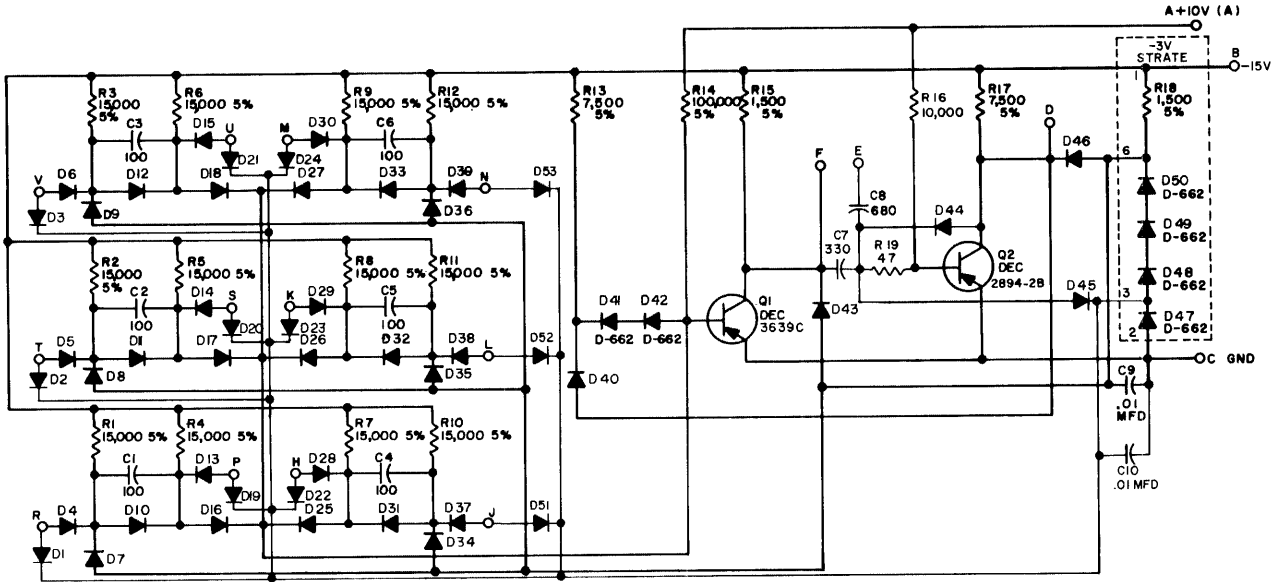 A +10V (A)
-3V
STRATE
B
-15V
1
R3
15,000
5%
R6
15,000 5%
R9
15,000 5%
R12
15,000 5%
R13
7,500
5%
R14
100,000
5%
R15
1,500
5%
R16
10,000
R17
7,500
5%
R18
1,500
5%
C3
100
D15
U
M
D30
C6
100
D
D46
6
F
E
D21
D24
V
D6
D12
D18
D27
D33
D39
N
D53
D50
D-662
D3
D9
D36
C8
680
D49
D-662
D44
C7
330
R19
47
Q2
DEC
2894-2B
D48
D-662
R2
15,000
5%
R5
15,000 5%
R8
15,000 5%
R11
15,000 5%
C2
100
D14
S
K
D29
C5
100
D45
3
D20
D23
D41
D-662
D42
D-662
Q1
DEC
3639C
D43
D47
D-662
2
T
D5
D11
D17
D26
D32
D38
L
D52
C GND
D2
D8
D35
D40
C9
.01
MFD
R1
15,000 5%
R4
15,000 5%
R7
15,000 5%
R10
15,000 5%
C1
100
D13
P
H
D28
C4
100
C10
.01 MFD
D19
D22
R
D4
D10
D16
D25
D31
D37
J
D51
D1
D7
D34